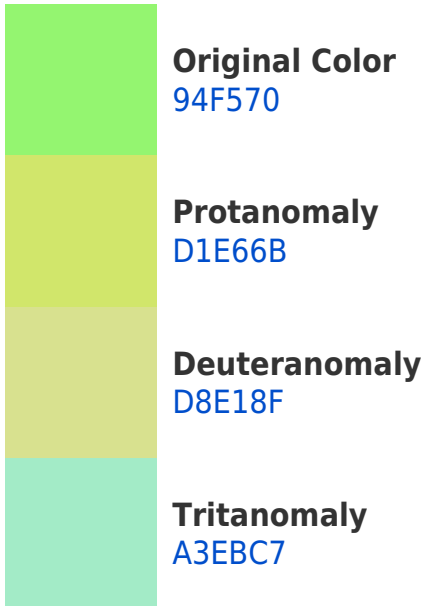 Original Color
94F570
Protanomaly
D1E66B
Deuteranomaly
D8E18F
Tritanomaly
A3EBC7